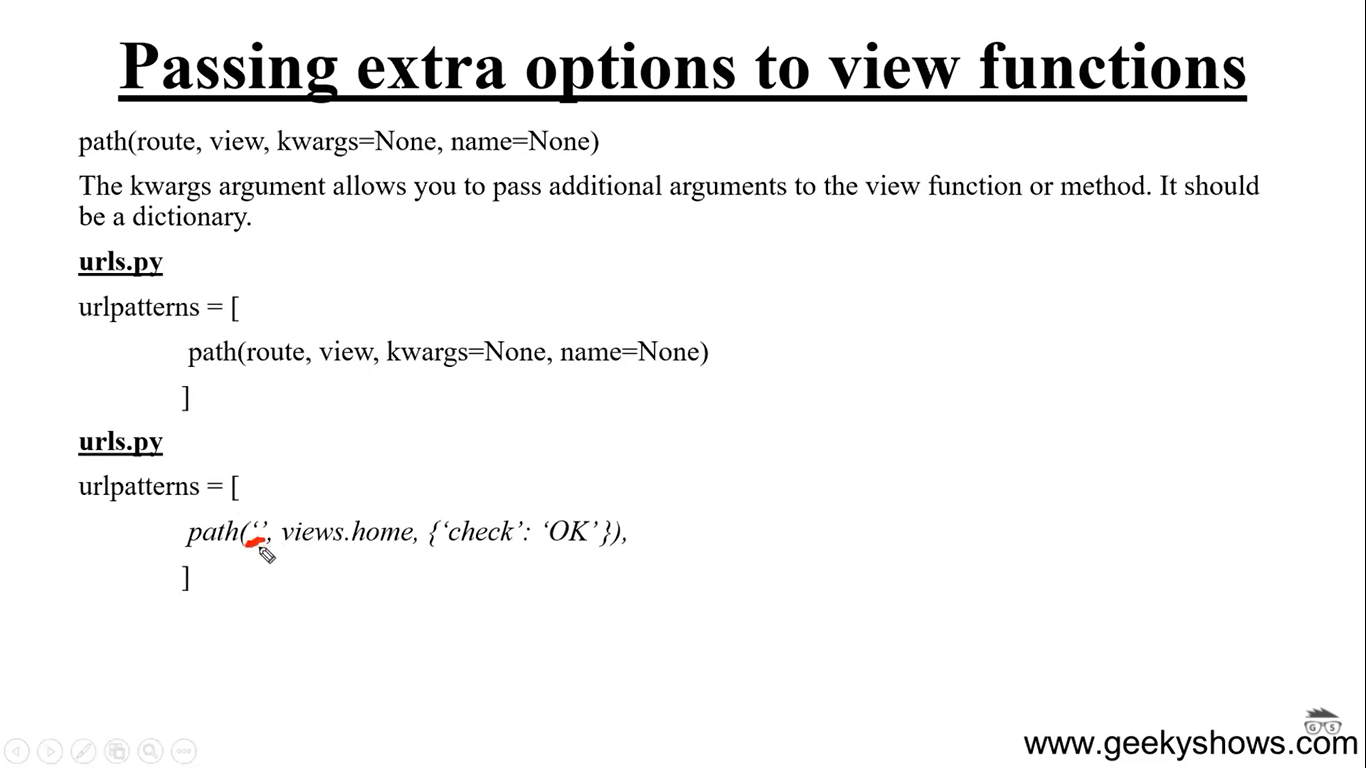 Passing extra options to view functions
path(route, view, kwargs=None, name=None)
The kwargs argument allows you to pass additional arguments to the view function or method. It should
be a dictionary.
urls.py
urlpatterns = [
path(route, view, kwargs=None, name=None)
]
urls.py
urlpatterns = [
path(‘’, views.home, {‘check’: ‘OK’}),
]
G S
www.geekyshows.com